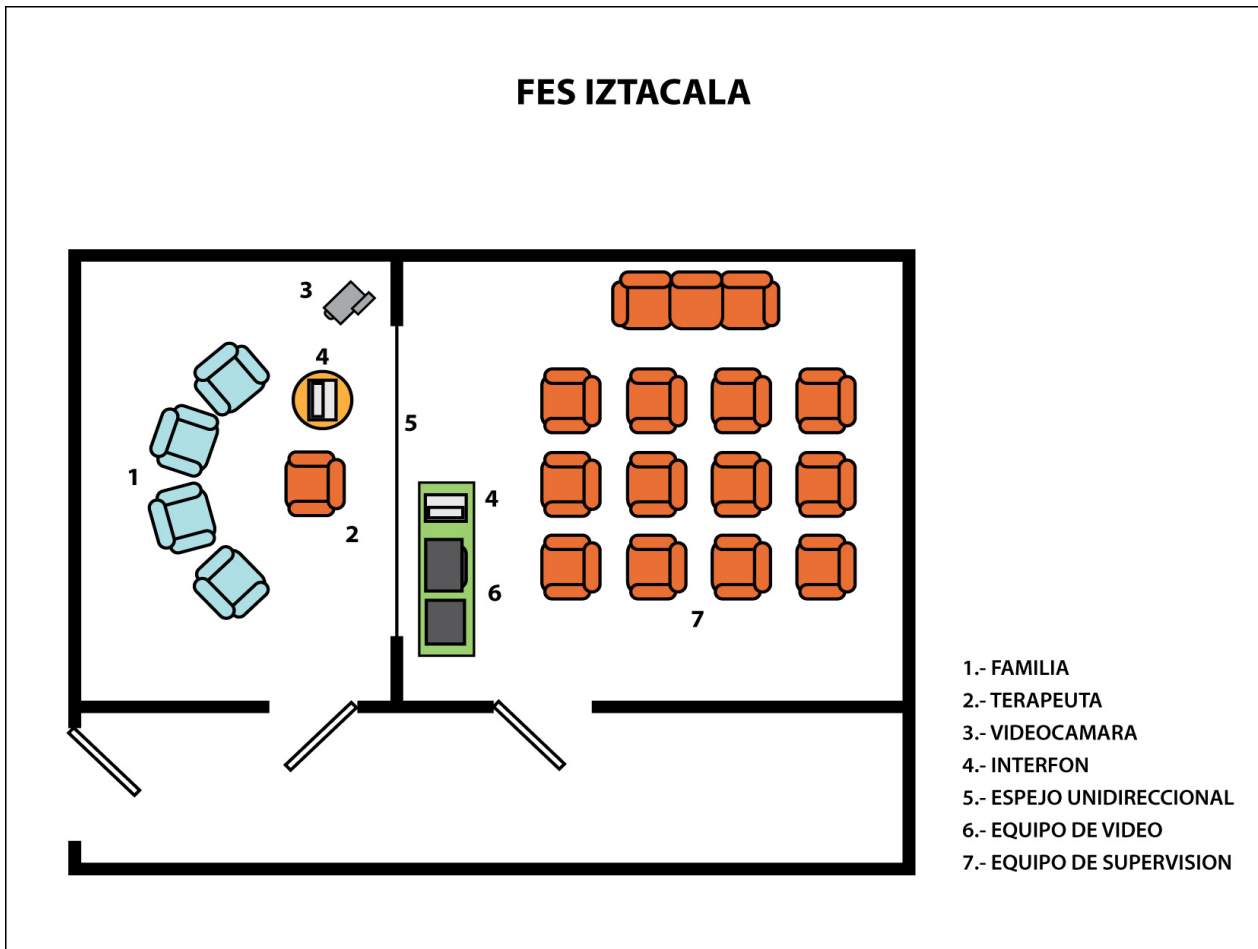 FES IZTACALA
3
4
5
1
2
4
6
7
1.- FAMILIA
2.- TERAPEUTA
3.- VIDEOCAMARA
4.- INTERFON
5.- ESPEJO UNIDIRECCIONAL
6.- EQUIPO DE VIDEO
7.- EQUIPO DE SUPERVISION